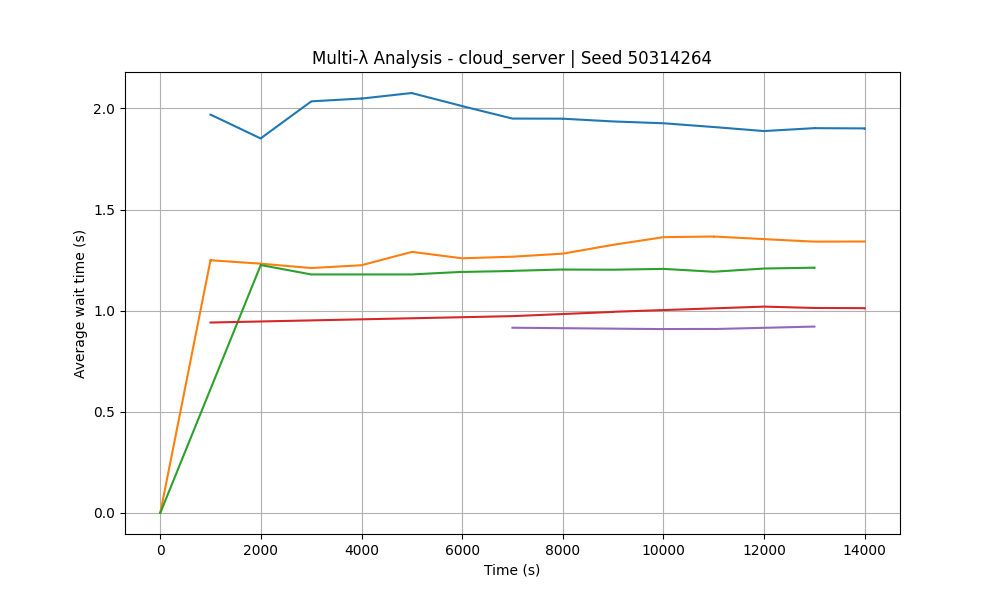 Multi-λ Analysis - cloud_server | Seed 50314264
Average wait time (s)
2.0
1.5
1.0
0.5
0.0
0 2000 4000 6000 8000 10000 12000 14000
Time (s)